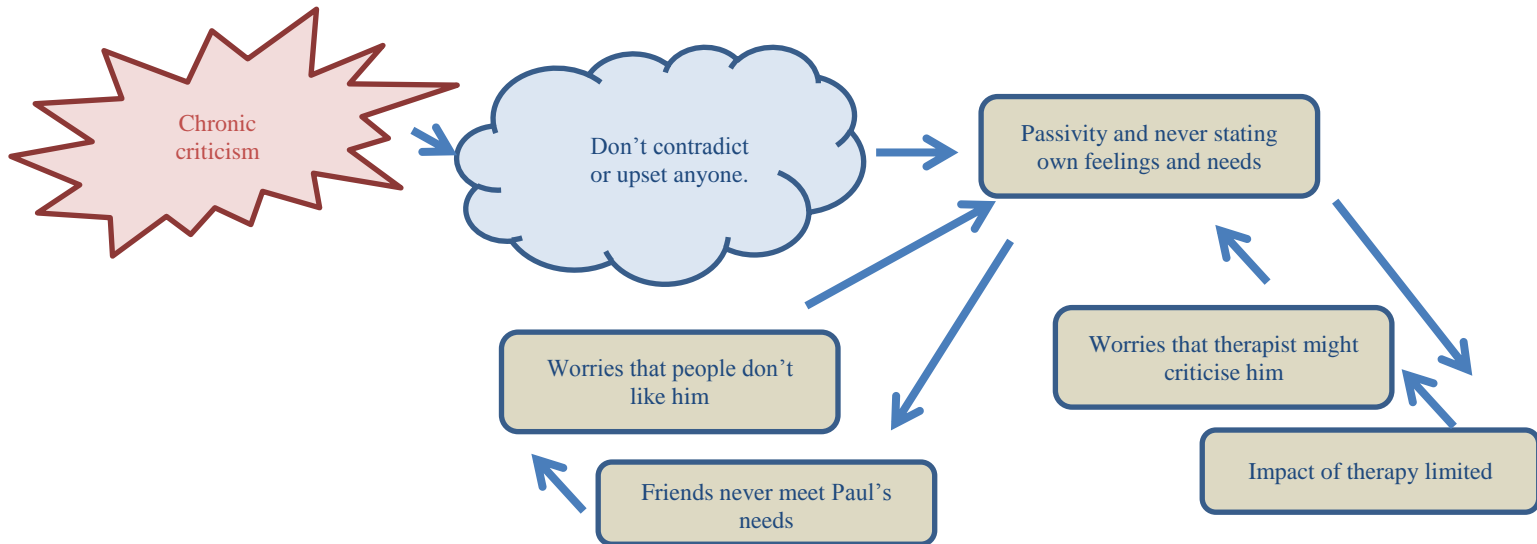 Chronic
criticism
Don’t contradict
or upset anyone.
Passivity and never stating
own feelings and needs
Worries that people don’t
like him
Worries that therapist might
criticise him
Friends never meet Paul’s
needs
Impact of therapy limited